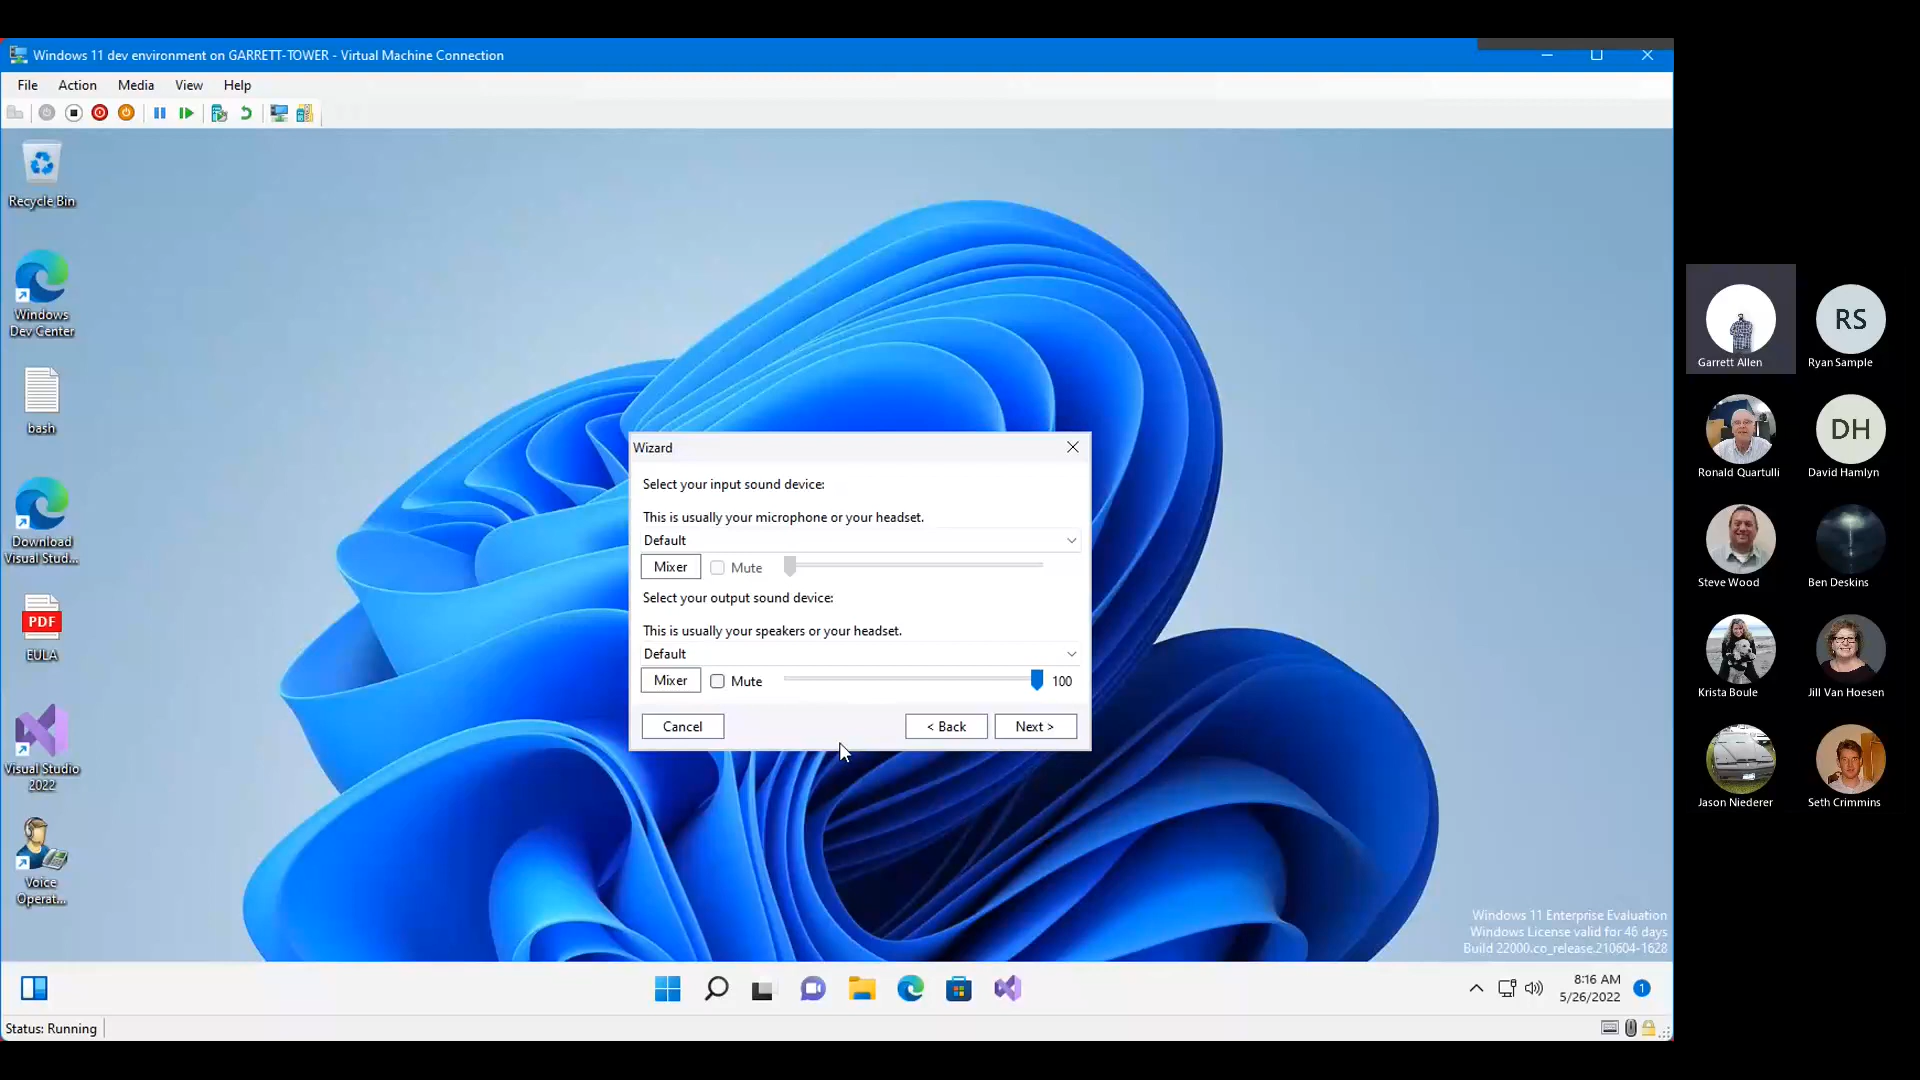 Windows 11 dev environment on GARRETT-TOWER - Virtual Machine Connection
File Action Media View Help
Recycle Bin
Windows
Dev Center
bash
Download
Visual Stud...
PDF
EULA
Visual Studio
2022
Voice
Operat...
Wizard
Select your input sound device:
This is usually your microphone or your headset.
Default
Mixer Mute
Select your output sound device:
This is usually your speakers or your headset.
Default
Mixer Mute 100
Cancel < Back Next >
Windows 11 Enterprise Evaluation
Windows License valid for 46 days
Build 22000.co_release.210604-1628
8:16 AM
5/26/2022
1
Status: Running
Garrett Allen
RS
Ryan Sample
Ronald Quartulli
DH
David Hamlyn
Steve Wood
Ben Deskins
Krista Boule
Jill Van Hoesen
Jason Niederer
Seth Crimmins